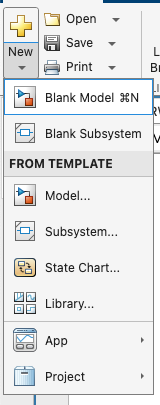 New
Open
Save
Print
L
Blank Model ⌘N
Blank Subsystem
FROM TEMPLATE
Model...
Subsystem...
State Chart...
Library...
App
Project